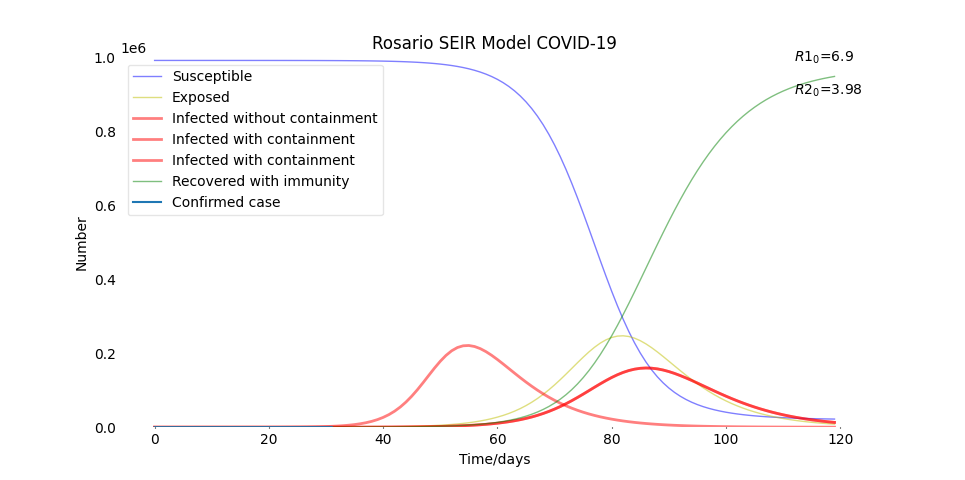 Rosario SEIR Model COVID-19
1e6
R1₀=6.9
R2₀=3.98
Susceptible
Exposed
Infected without containment
Infected with containment
Infected with containment
Recovered with immunity
Confirmed case
Number
1.0
0.8
0.6
0.4
0.2
0.0
0 20 40 60 80 100 120
Time/days